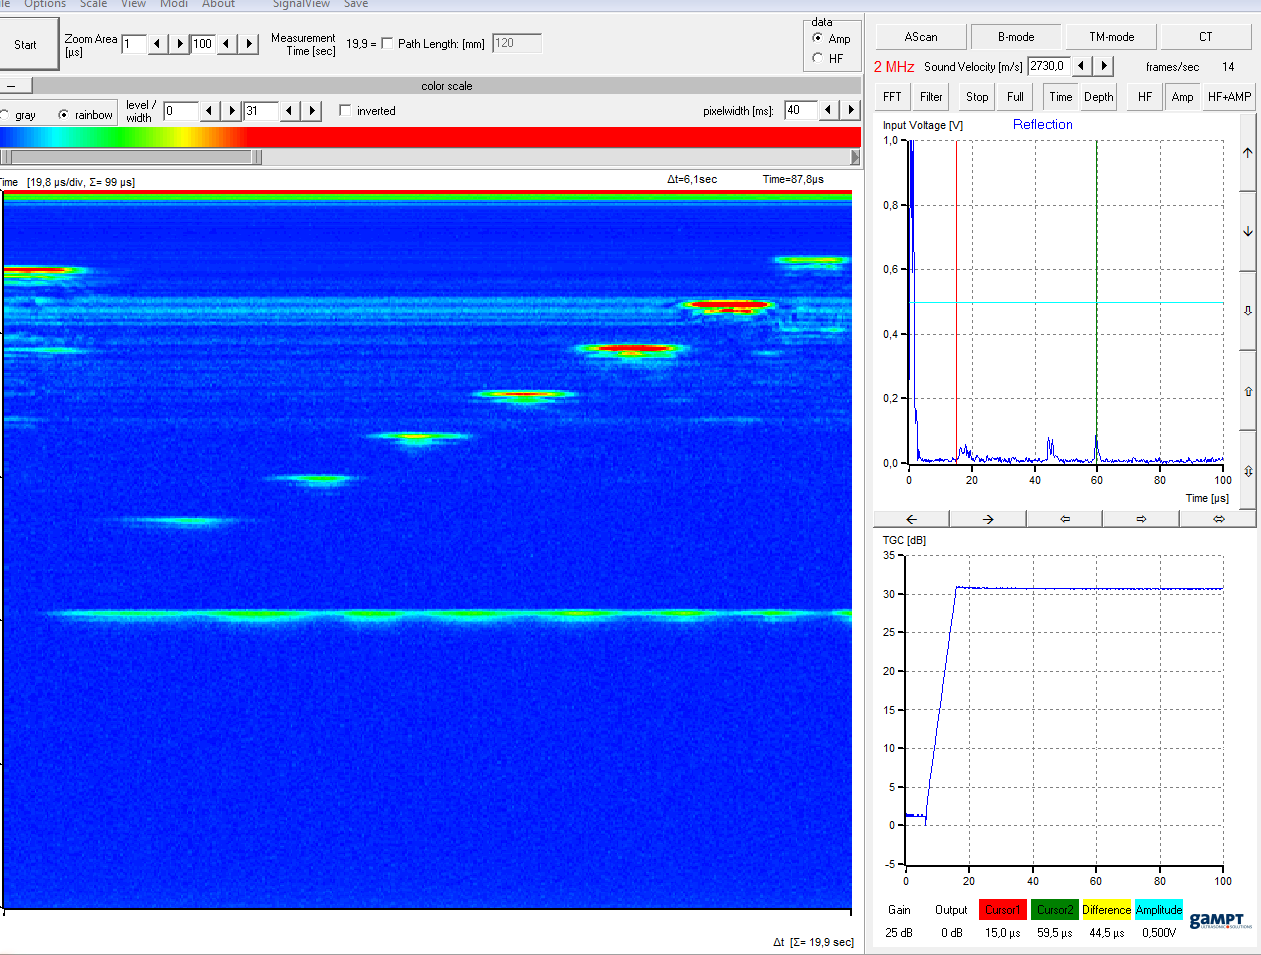 Options Scale View Modi About SignalView Save
Start
Zoom Area
[µs]
1
100
Measurement
Time [sec]
19,9 =
Path Length: [mm]
120
data
Amp
HF
color scale
gray
rainbow
level /
width
0
31
inverted
pixelwidth [ms]:
40
[19,8 µs/div, Σ= 99 µs]
Δt=6,1sec
Time=87,8µs
Δt [Σ= 19,9 sec]
AScan
B-mode
TM-mode
CT
2 MHz
Sound Velocity [m/s]
2730,0
frames/sec
14
FFT
Filter
Stop
Full
Time
Depth
HF
Amp
HF+AMP
Input Voltage [V]
Reflection
1,0
0,8
0,6
0,4
0,2
0,0
0 20 40 60 80 100
Time [µs]
TGC [dB]
35
30
25
20
15
10
5
0
-5
0 20 40 60 80 100
Gain Output Cursor1 Cursor2 Difference Amplitude
25 dB 0 dB 15,0 µs 59,5 µs 44,5 µs 0,500V
GAMPT
ULTRASONIC SOLUTIONS